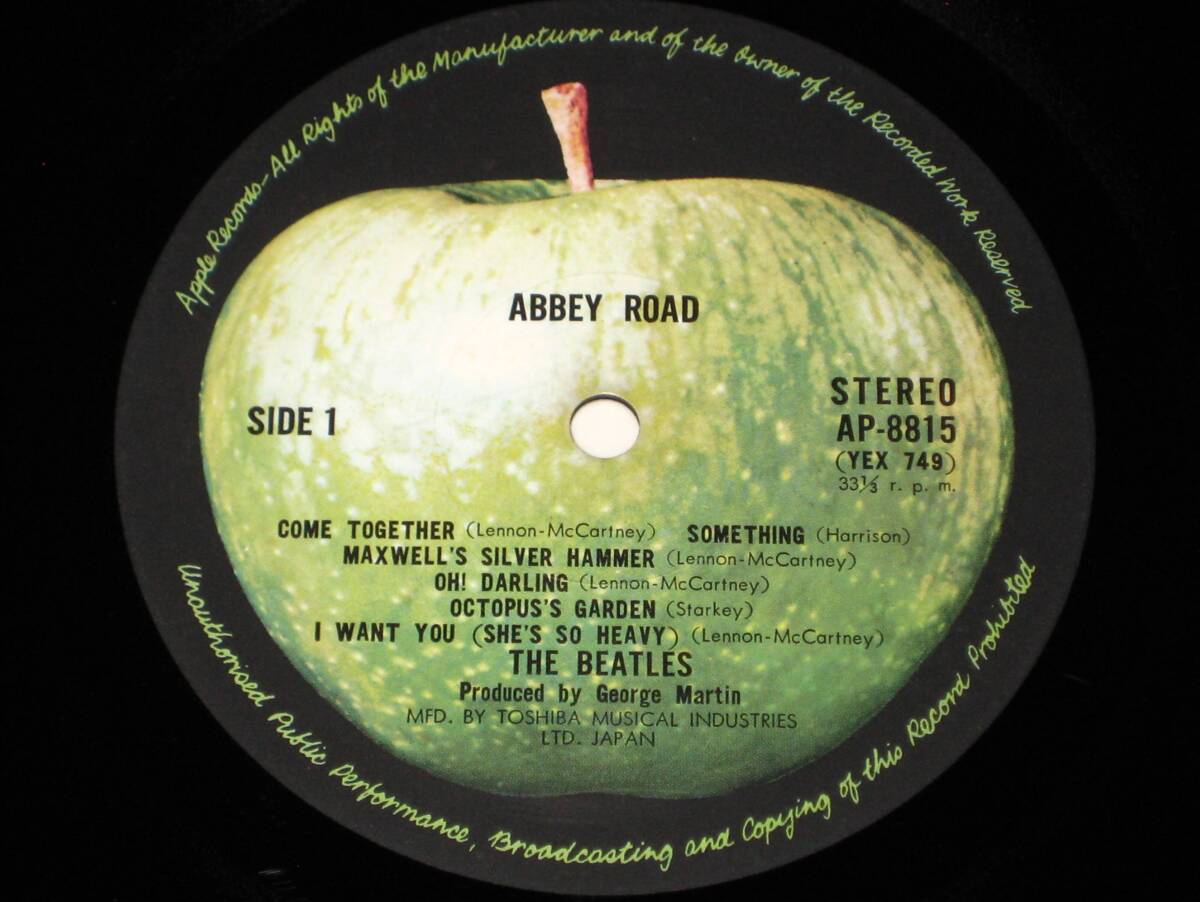 Apple Records-All Rights of the Manufacturer and of the Owner of the Recorded Work Reserved
ABBEY ROAD
SIDE 1
STEREO
AP-8815
(YEX 749)
33⅓ r. p. m.
COME TOGETHER (Lennon-McCartney) SOMETHING (Harrison)
MAXWELL'S SILVER HAMMER (Lennon-McCartney)
OH! DARLING (Lennon-McCartney)
OCTOPUS'S GARDEN (Starkey)
I WANT YOU (SHE'S SO HEAVY) (Lennon-McCartney)
THE BEATLES
Produced by George Martin
MFD. BY TOSHIBA MUSICAL INDUSTRIES
LTD. JAPAN
Unauthorised Public Performance, Broadcasting and Copying of this Record Prohibited